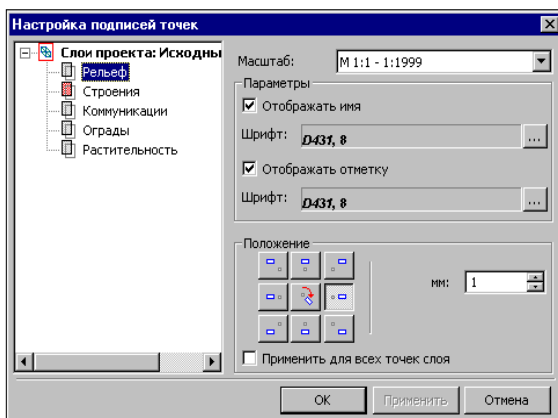 Настройка подписей точек
Слои проекта: Исходны
Рельеф
Строения
Коммуникации
Ограды
Растительность
Масштаб: М 1:1 - 1:1999
Параметры
Отображать имя
Шрифт: D431, 8 ...
Отображать отметку
Шрифт: D431, 8 ...
Положение
мм: 1
Применить для всех точек слоя
OK Применить Отмена